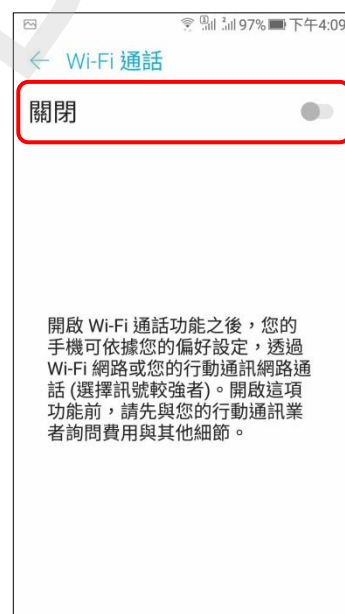 97% 下午4:09
← Wi-Fi 通話
關閉
開啟 Wi-Fi 通話功能之後，您的
手機可依據您的偏好設定，透過
Wi-Fi 網路或您的行動通訊網路通
話 (選擇訊號較強者)。開啟這項
功能前，請先與您的行動通訊業
者詢問費用與其他細節。